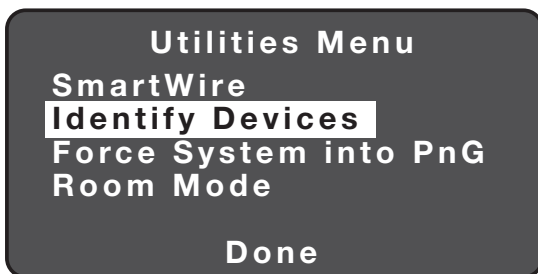 Utilities Menu
SmartWire
Identify Devices
Force System into PnG
Room Mode
Done